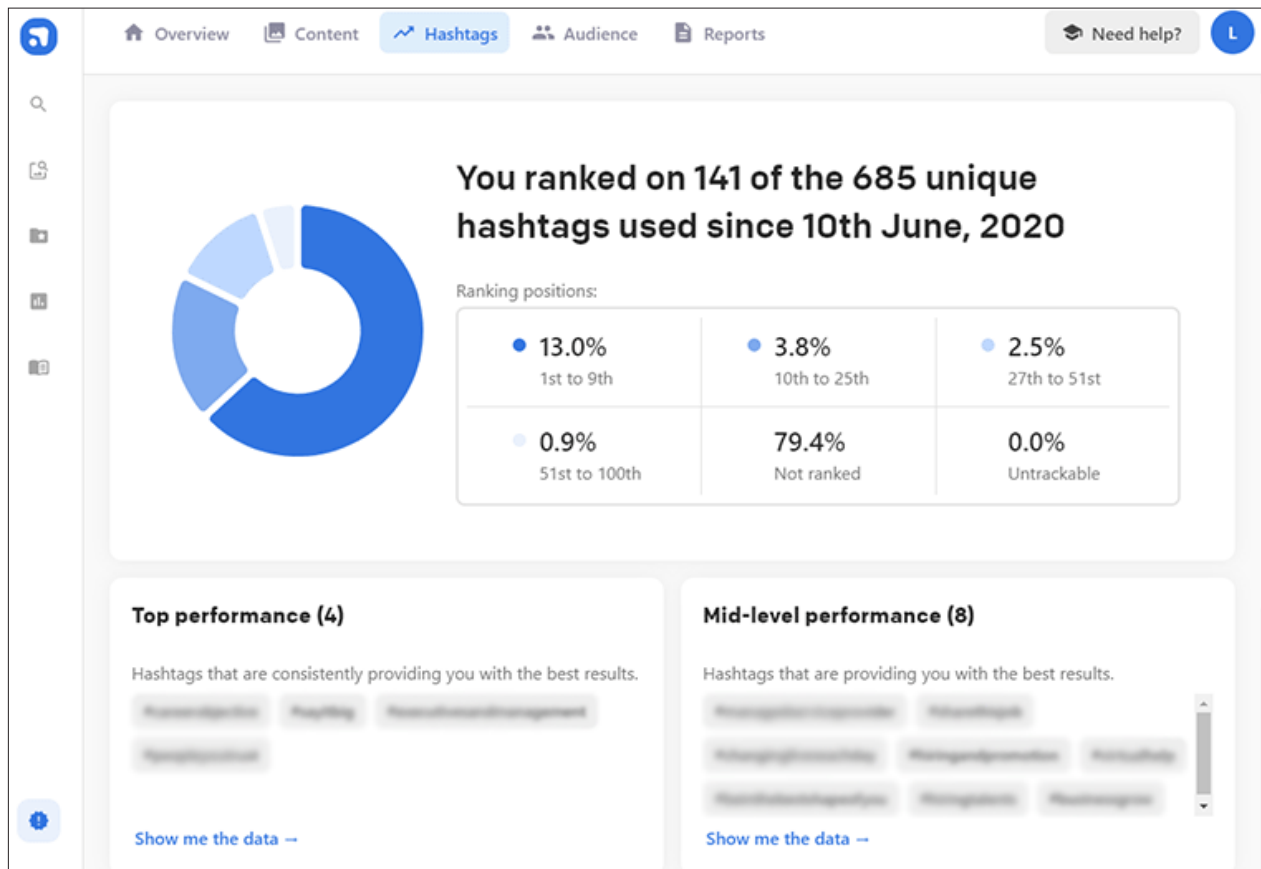 Overview Content Hashtags Audience Reports Need help? L
You ranked on 141 of the 685 unique
hashtags used since 10th June, 2020
Ranking positions:
13.0% 3.8% 2.5%
1st to 9th 10th to 25th 27th to 51st
0.9% 79.4% 0.0%
51st to 100th Not ranked Untrackable
Top performance (4)
Hashtags that are consistently providing you with the best results.
Show me the data →
Mid-level performance (8)
Hashtags that are providing you with the best results.
Show me the data →